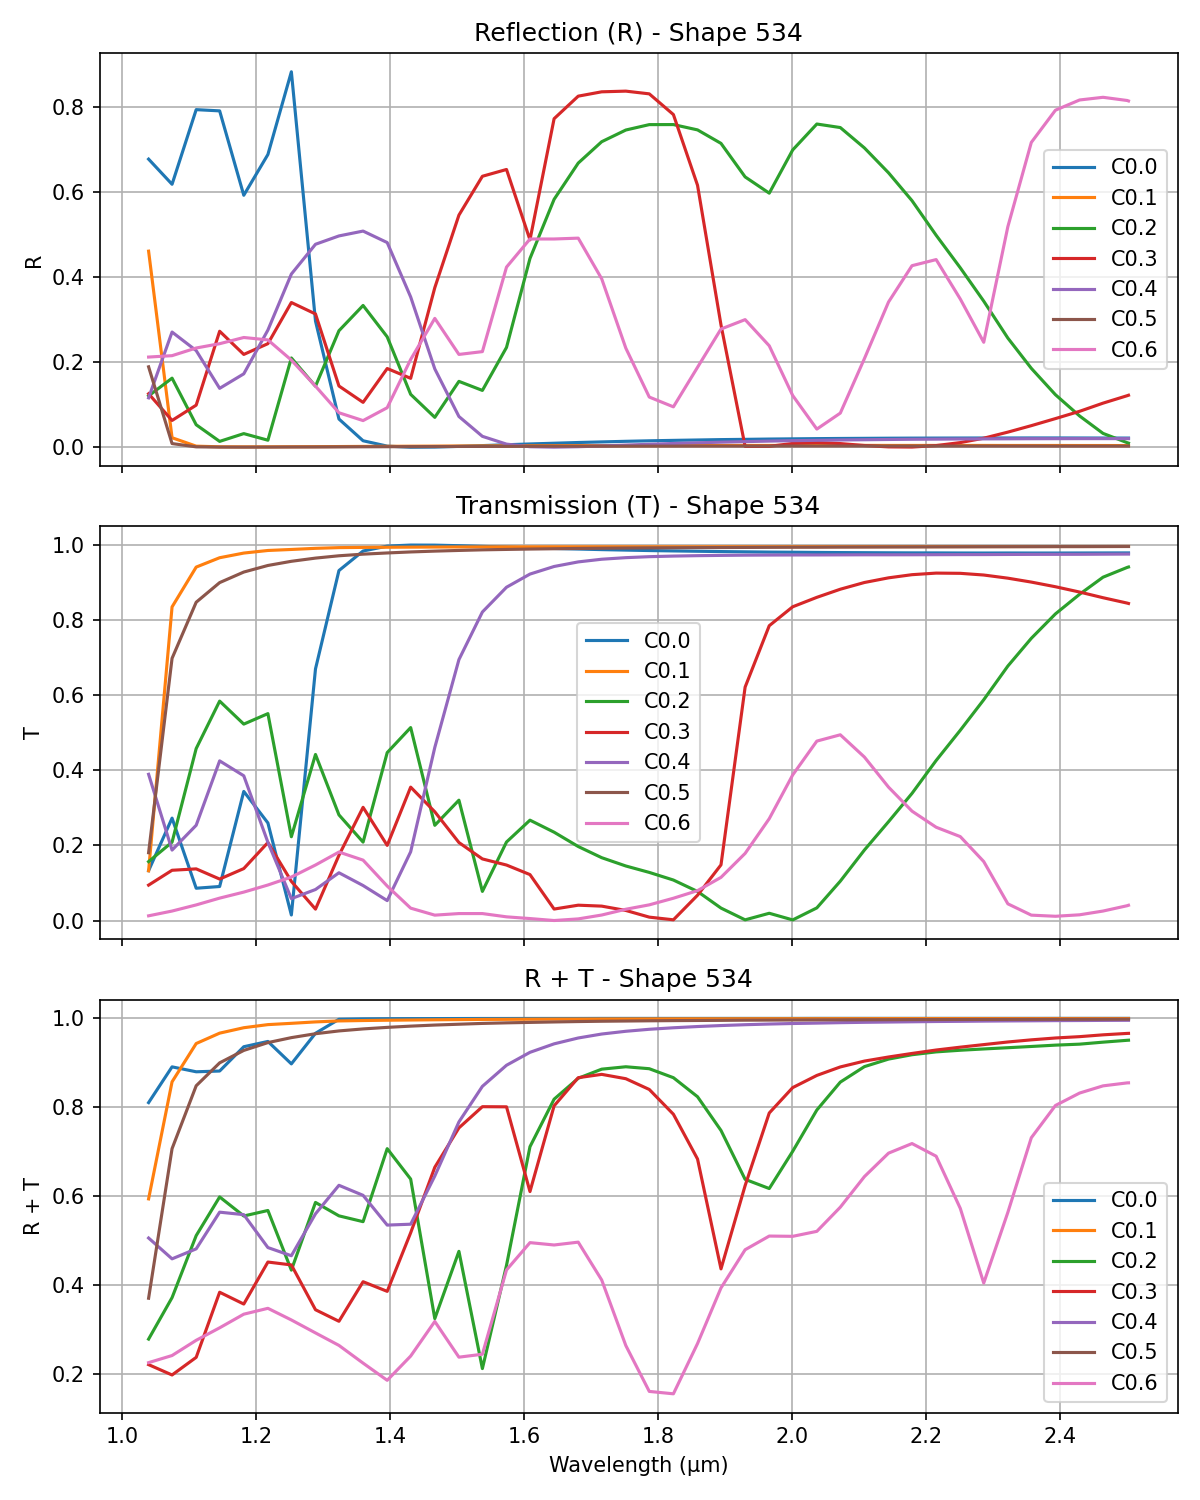 Reflection (R) - Shape 534
0.8
0.6
0.4
0.2
0.0
R
C0.0
C0.1
C0.2
C0.3
C0.4
C0.5
C0.6
Transmission (T) - Shape 534
1.0
0.8
0.6
0.4
0.2
0.0
T
C0.0
C0.1
C0.2
C0.3
C0.4
C0.5
C0.6
R + T - Shape 534
1.0
0.8
0.6
0.4
0.2
R + T
C0.0
C0.1
C0.2
C0.3
C0.4
C0.5
C0.6
1.0 1.2 1.4 1.6 1.8 2.0 2.2 2.4
Wavelength (μm)